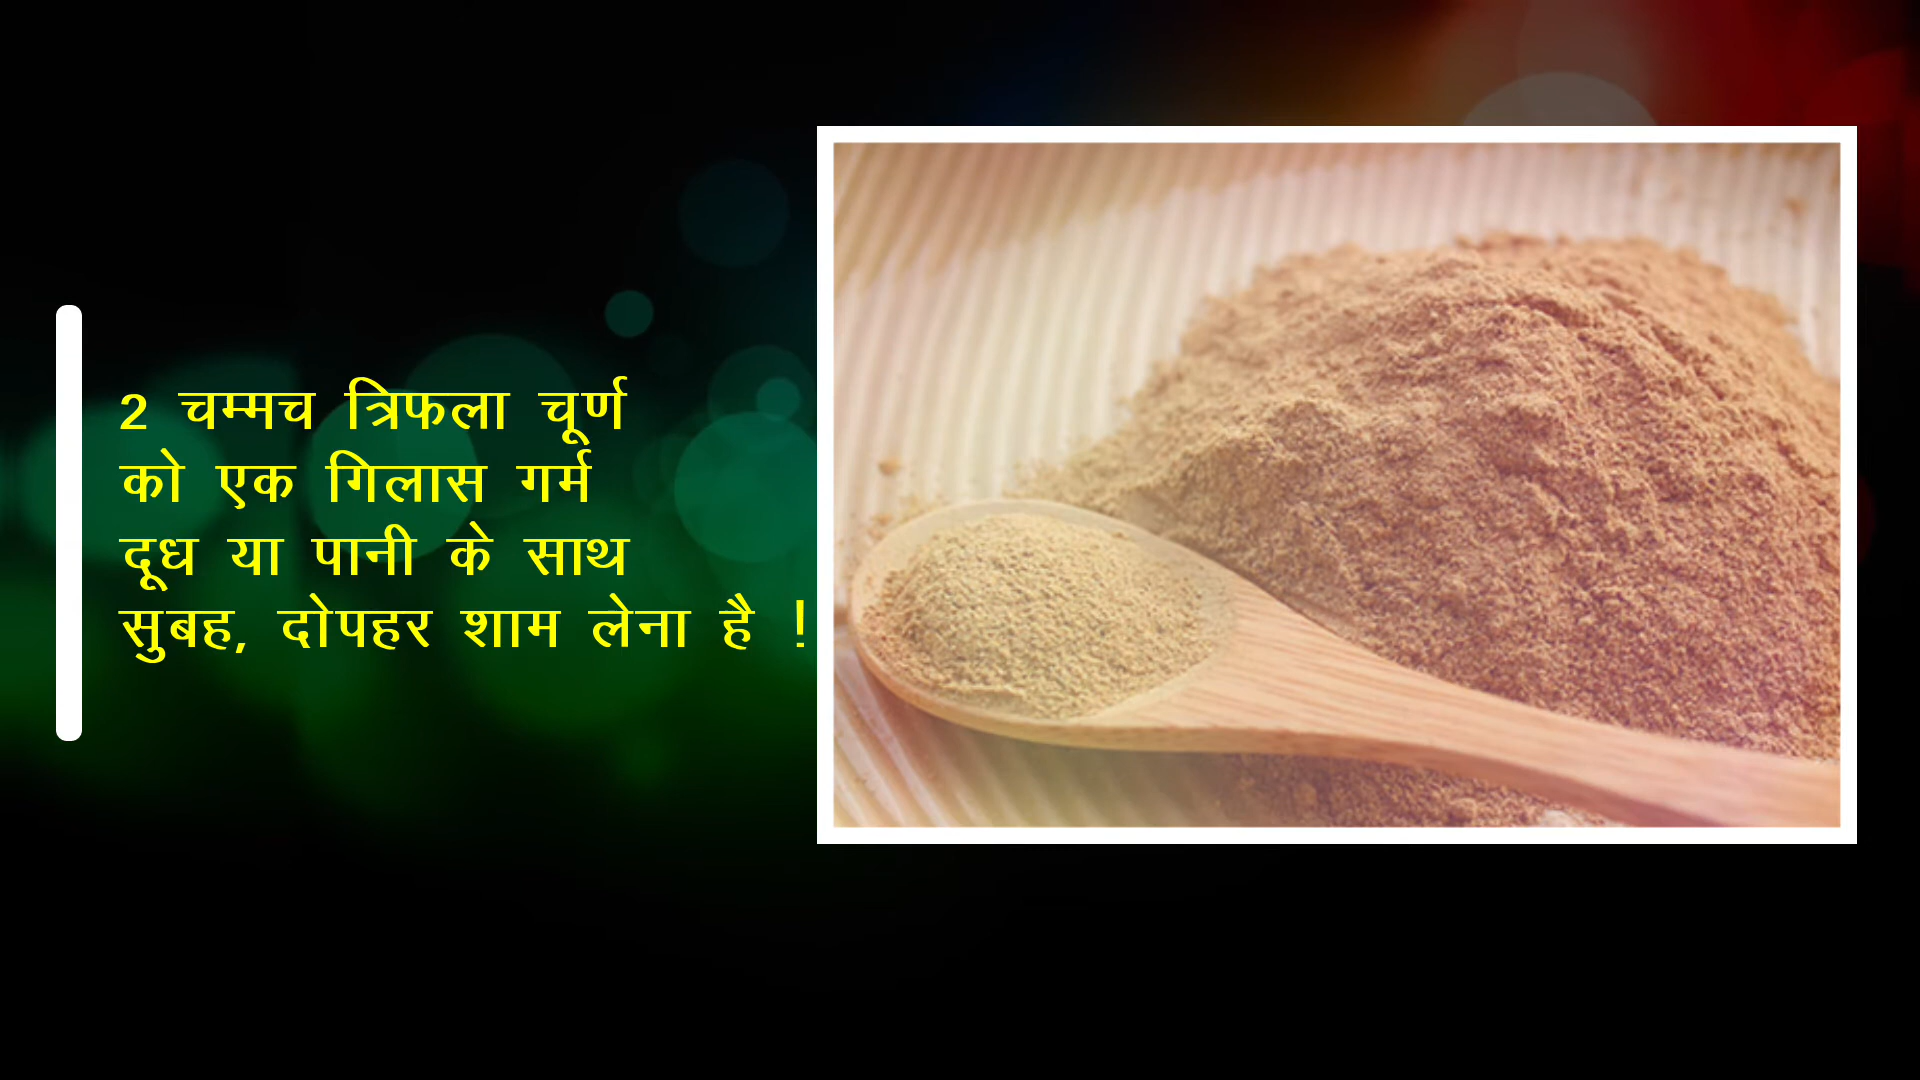 2 चम्मच त्रिफला चूर्ण
को एक गिलास गर्म
दूध या पानी के साथ
सुबह, दोपहर शाम लेना है !